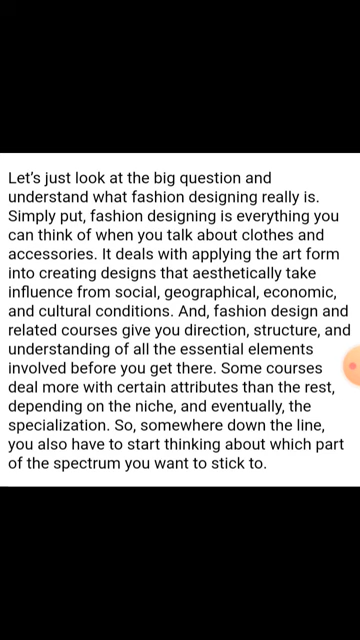 Let's just look at the big question and
understand what fashion designing really is.
Simply put, fashion designing is everything you
can think of when you talk about clothes and
accessories. It deals with applying the art form
into creating designs that aesthetically take
influence from social, geographical, economic,
and cultural conditions. And, fashion design and
related courses give you direction, structure, and
understanding of all the essential elements
involved before you get there. Some courses
deal more with certain attributes than the rest,
depending on the niche, and eventually, the
specialization. So, somewhere down the line,
you also have to start thinking about which part
of the spectrum you want to stick to.